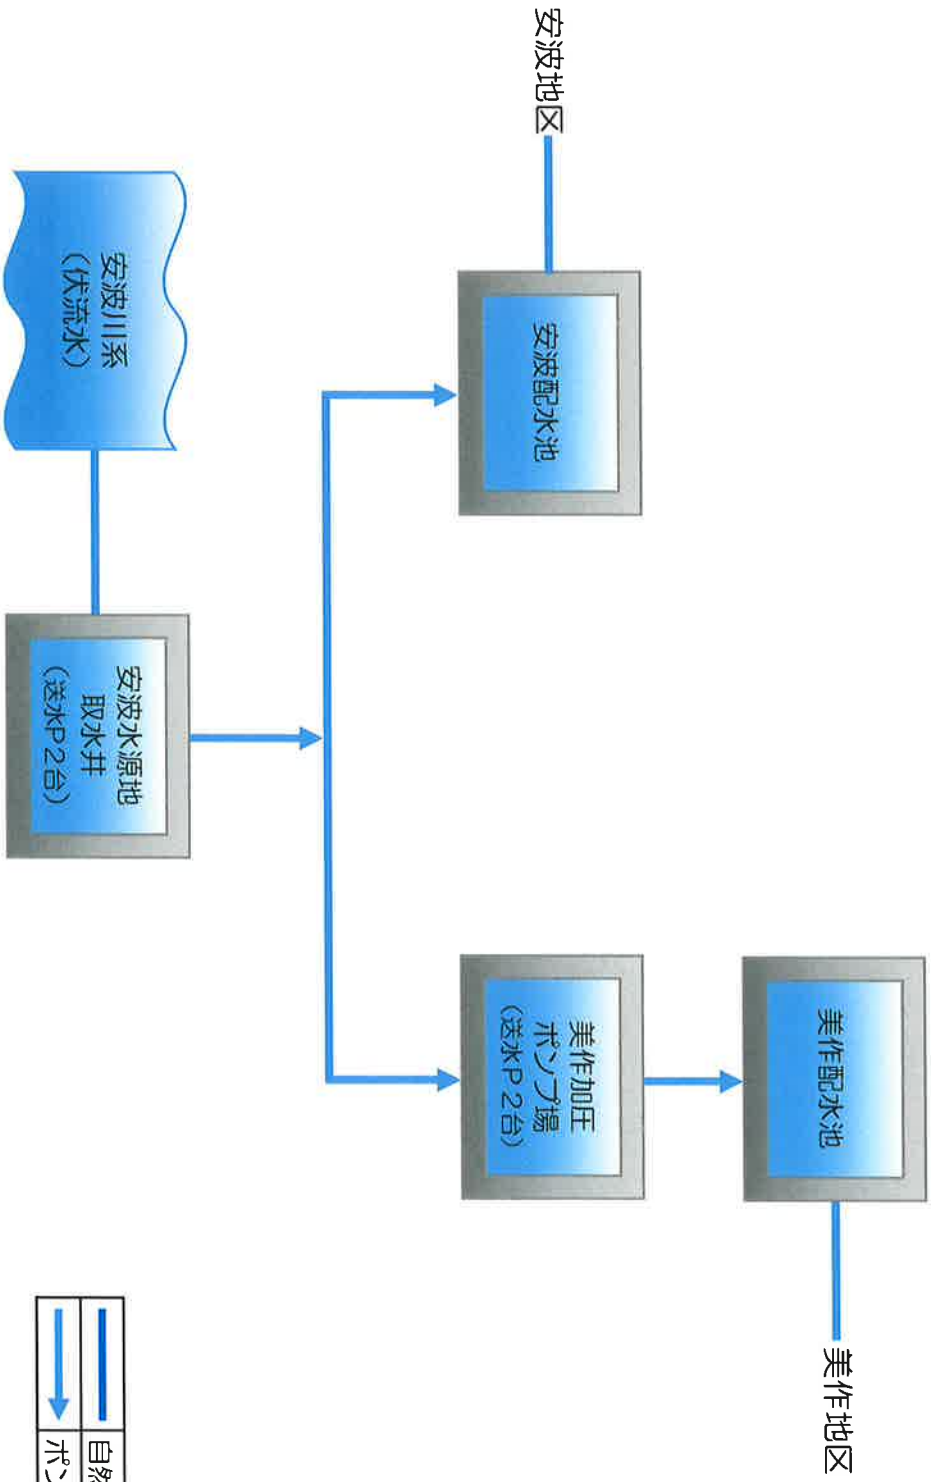 美作配水池
美作地区
安波地区
安波配水池
美作加圧
ポンプ場
(送水P2台)
安波川系
(伏流水)
安波水源地
取水井
(送水P2台)
自然
ポン